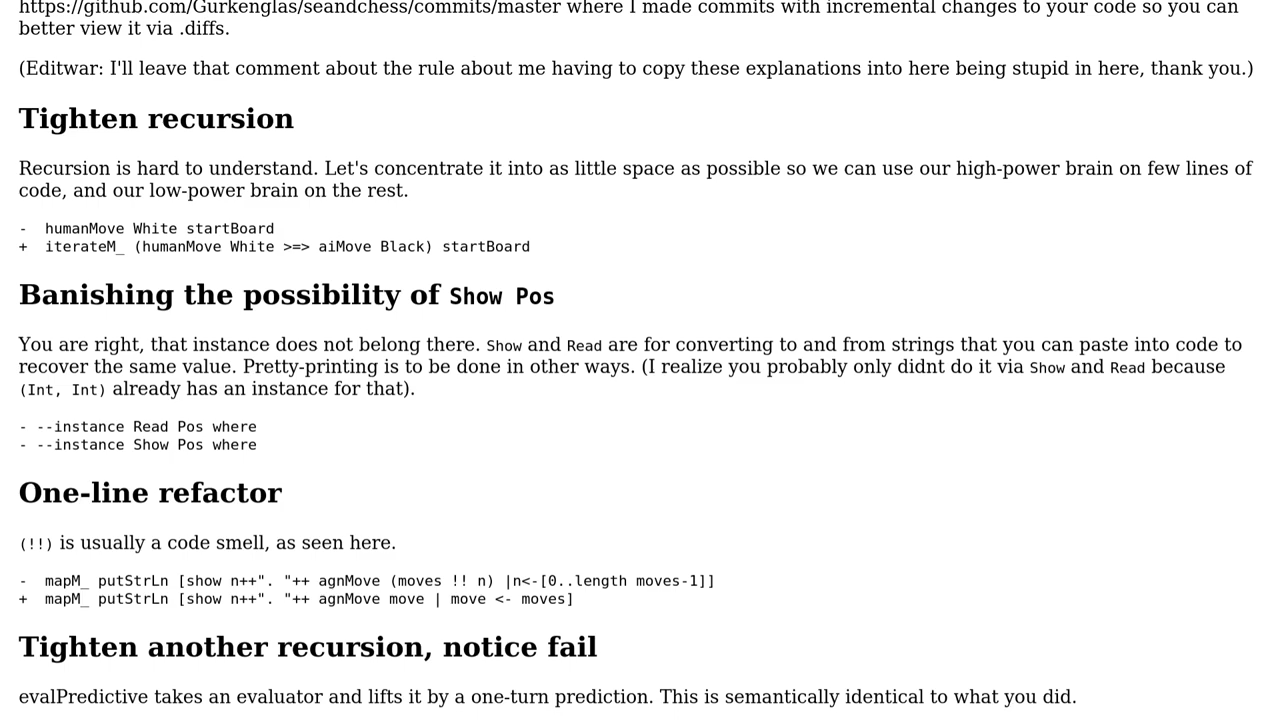 https://github.com/Gurkenglas/seandchess/commits/master where I made commits with incremental changes to your code so you can
better view it via .diffs.
(Editwar: I'll leave that comment about the rule about me having to copy these explanations into here being stupid in here, thank you.)
Tighten recursion
Recursion is hard to understand. Let's concentrate it into as little space as possible so we can use our high-power brain on few lines of
code, and our low-power brain on the rest.
-  humanMove White startBoard
+  iterateM_ (humanMove White >=> aiMove Black) startBoard
Banishing the possibility of Show Pos
You are right, that instance does not belong there. Show and Read are for converting to and from strings that you can paste into code to
recover the same value. Pretty-printing is to be done in other ways. (I realize you probably only didnt do it via Show and Read because
(Int, Int) already has an instance for that).
- --instance Read Pos where
- --instance Show Pos where
One-line refactor
(!!) is usually a code smell, as seen here.
-  mapM_ putStrLn [show n++". "++ agnMove (moves !! n) |n<-[0..length moves-1]]
+  mapM_ putStrLn [show n++". "++ agnMove move | move <- moves]
Tighten another recursion, notice fail
evalPredictive takes an evaluator and lifts it by a one-turn prediction. This is semantically identical to what you did.